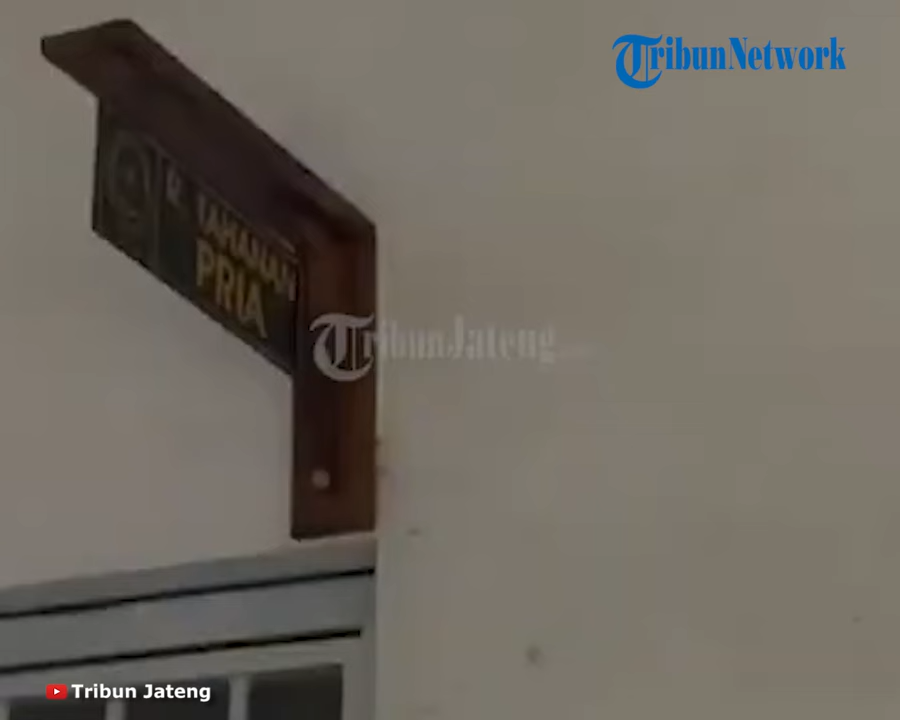 TribunNetwork
R. TAHANAN
PRIA
TribunJateng
Tribun Jateng